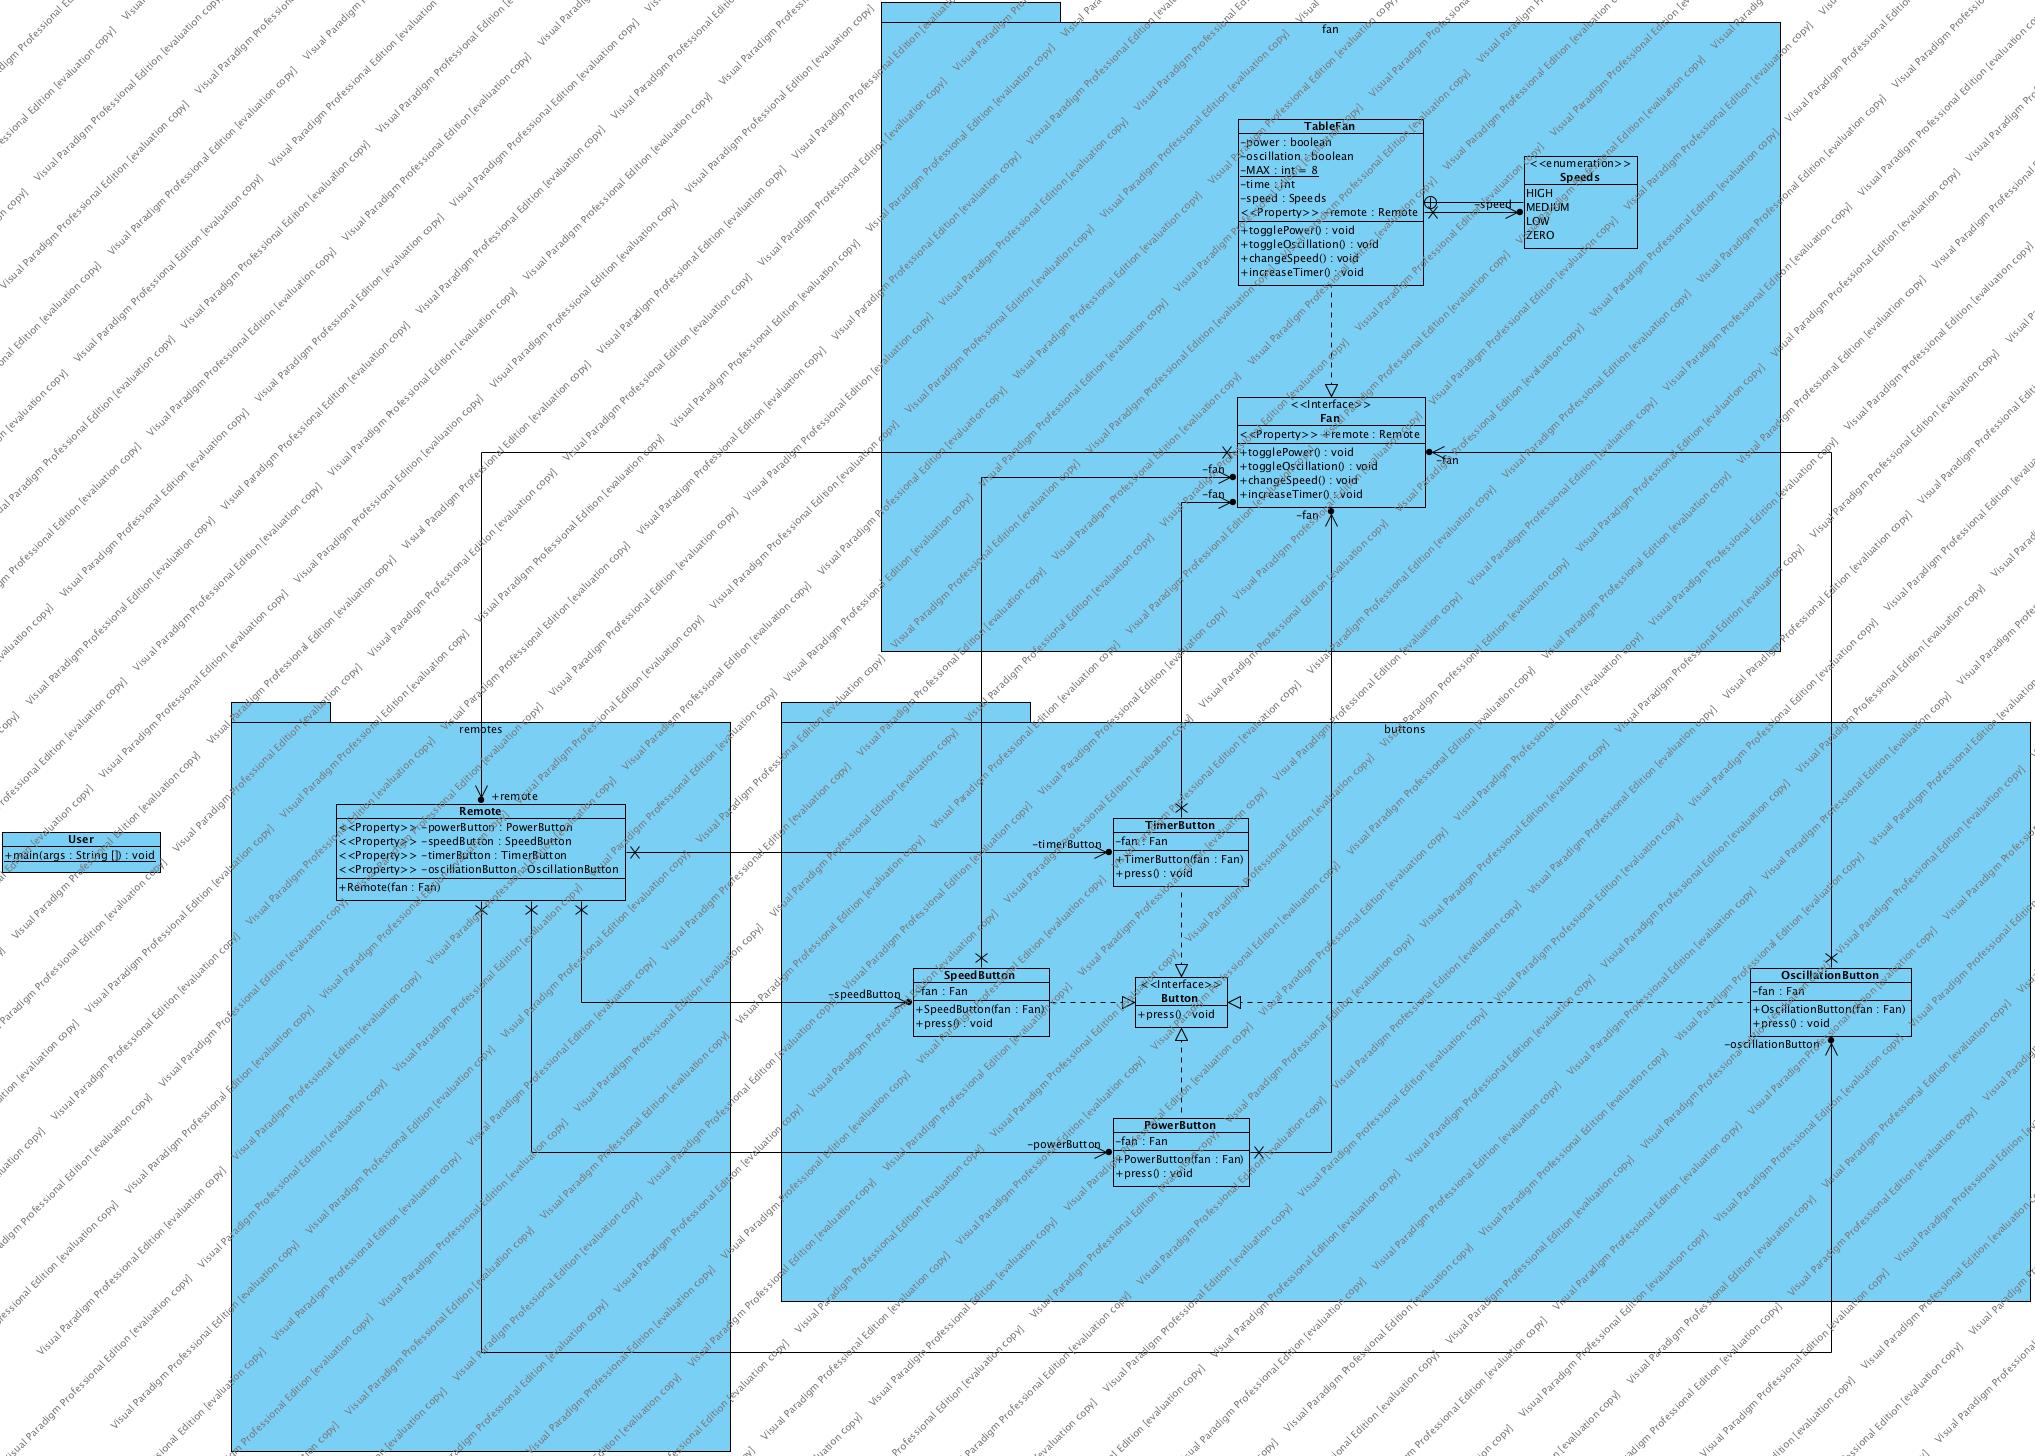 fan
TableFan
-power : boolean
-oscillation : boolean
-MAX : int = 8
-time : int
-speed : Speeds
<<Property>> -remote : Remote
+togglePower() : void
+toggleOscillation() : void
+changeSpeed() : void
+increaseTimer() : void
-speed
<<enumeration>>
Speeds
HIGH
MEDIUM
LOW
ZERO
<<Interface>>
Fan
<<Property>> +remote : Remote
+togglePower() : void
+toggleOscillation() : void
+changeSpeed() : void
+increaseTimer() : void
-fan
-fan
-fan
-fan
remotes
+remote
Remote
<<Property>> -powerButton : PowerButton
<<Property>> -speedButton : SpeedButton
<<Property>> -timerButton : TimerButton
<<Property>> -oscillationButton : OscillationButton
+Remote(fan : Fan)
User
+main(args : String []) : void
buttons
-timerButton
TimerButton
-fan : Fan
+TimerButton(fan : Fan)
+press() : void
-speedButton
SpeedButton
-fan : Fan
+SpeedButton(fan : Fan)
+press() : void
<<Interface>>
Button
+press() : void
OscillationButton
-fan : Fan
+OscillationButton(fan : Fan)
+press() : void
-oscillationButton
-powerButton
PowerButton
-fan : Fan
+PowerButton(fan : Fan)
+press() : void
Visual Paradigm Professional Edition [evaluation copy]